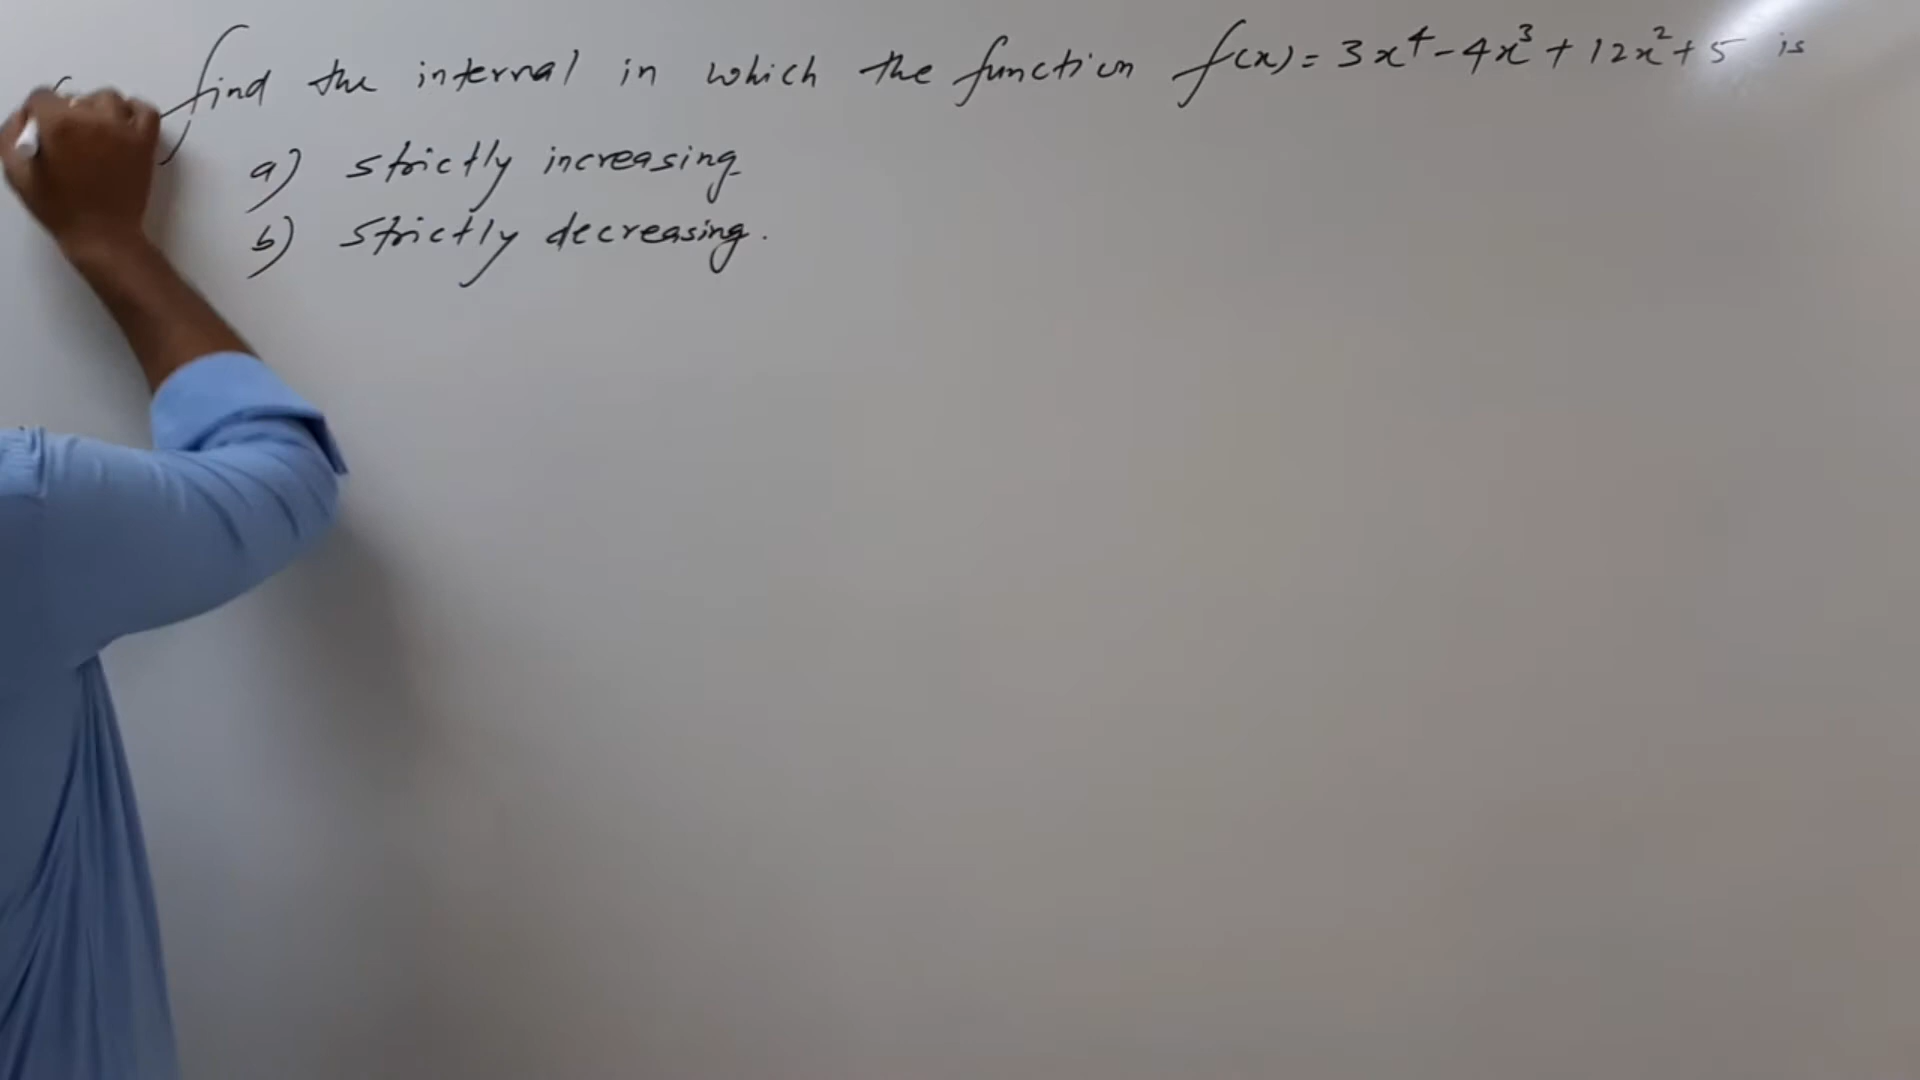 find the interval in which the function f(x) = 3x⁴ - 4x³ + 12x² + 5 is
a) strictly increasing
b) strictly decreasing.